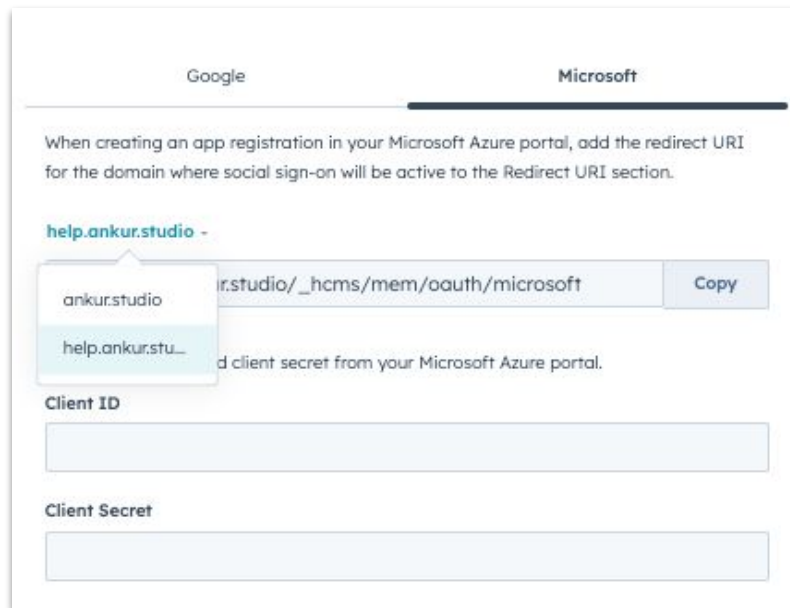 Google
Microsoft
When creating an app registration in your Microsoft Azure portal, add the redirect URI
for the domain where social sign-on will be active to the Redirect URI section.
help.ankur.studio -
r.studio/_hcms/mem/oauth/microsoft
Copy
ankur.studio
help.ankur.stu...
d client secret from your Microsoft Azure portal.
Client ID
Client Secret